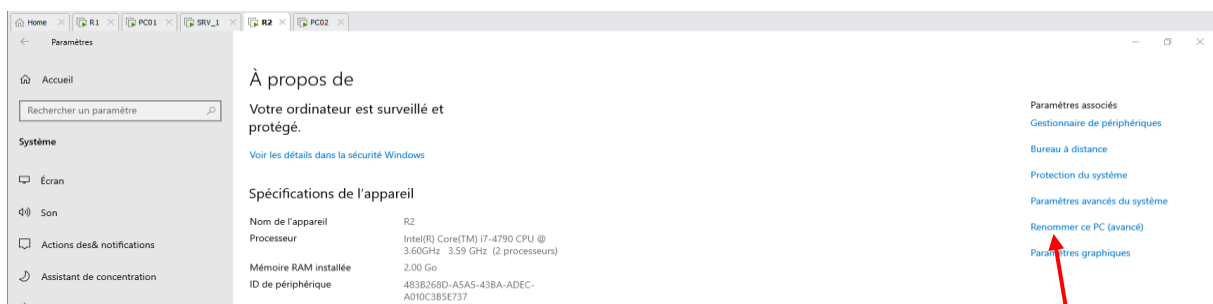 Home R1 PC01 SRV_1 R2 PC02
Paramètres
Accueil
Rechercher un paramètre
Système
Écran
Son
Actions des& notifications
Assistant de concentration
À propos de
Votre ordinateur est surveillé et
protégé.
Voir les détails dans la sécurité Windows
Spécifications de l'appareil
Nom de l'appareil R2
Processeur Intel(R) Core(TM) i7-4790 CPU @
3.60GHz 3.59 GHz (2 processeurs)
Mémoire RAM installée 2,00 Go
ID de périphérique 483B268D-A5A5-43BA-ADEC-
A010C3B5E737
Paramètres associés
Gestionnaire de périphériques
Bureau à distance
Protection du système
Paramètres avancés du système
Renommer ce PC (avancé)
Paramètres graphiques